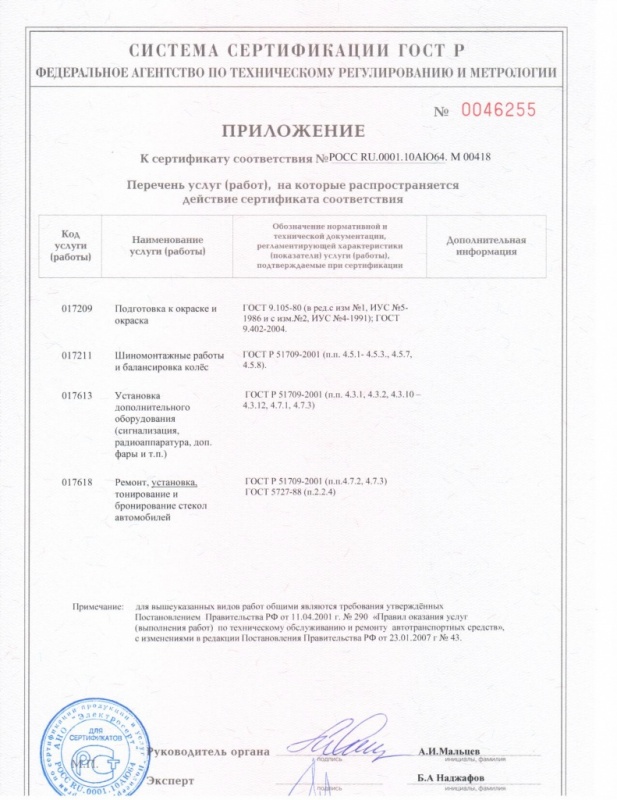 СИСТЕМА СЕРТИФИКАЦИИ ГОСТ Р
ФЕДЕРАЛЬНОЕ АГЕНТСТВО ПО ТЕХНИЧЕСКОМУ РЕГУЛИРОВАНИЮ И МЕТРОЛОГИИ
№ 0046255
ПРИЛОЖЕНИЕ
К сертификату соответствия №РОСС RU.0001.10АЮ64. М 00418
Перечень услуг (работ), на которые распространяется
действие сертификата соответствия
Код
услуги
(работы)
Наименование
услуги (работы)
Обозначение нормативной и
технической документации,
регламентирующей характеристики
(показатели) услуги (работы),
подтверждаемые при сертификации
Дополнительная
информация
017209
Подготовка к окраске и
окраска
ГОСТ 9.105-80 (в ред.с изм №1, ИУС №5-
1986 и с изм.№2, ИУС №4-1991); ГОСТ
9.402-2004.
017211
Шиномонтажные работы
и балансировка колёс
ГОСТ Р 51709-2001 (п.п. 4.5.1- 4.5.3., 4.5.7,
4.5.8).
017613
Установка
дополнительного
оборудования
(сигнализация,
радиоаппаратура, доп.
фары и т.п.)
ГОСТ Р 51709-2001 (п.п. 4.3.1, 4.3.2, 4.3.10 –
4.3.12, 4.7.1, 4.7.3)
017618
Ремонт, установка,
тонирование и
бронирование стекол
автомобилей
ГОСТ Р 51709-2001 (п.п.4.7.2, 4.7.3)
ГОСТ 5727-88 (п.2.2.4)
Примечание: для вышеуказанных видов работ общими являются требования утверждённых
Постановлением Правительства РФ от 11.04.2001 г. № 290 «Правил оказания услуг
(выполнения работ) по техническому обслуживанию и ремонту автотранспортных средств»,
с изменениями в редакции Постановления Правительства РФ от 23.01.2007 г № 43.
по сертификации продукции и услуг
АНО "Электросерт"
ДЛЯ
СЕРТИФИКАТОВ
РОСС RU.0001.10АЮ64
М.П.
Руководитель органа
подпись
А.И.Мальцев
инициалы, фамилия
Эксперт
подпись
Б.А Наджафов
инициалы, фамилия